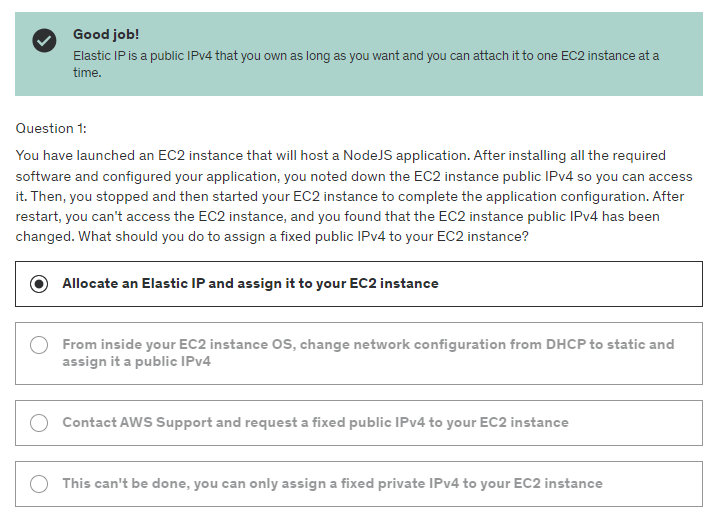 Good job!
Elastic IP is a public IPv4 that you own as long as you want and you can attach it to one EC2 instance at a
time.
Question 1:
You have launched an EC2 instance that will host a NodeJS application. After installing all the required
software and configured your application, you noted down the EC2 instance public IPv4 so you can access
it. Then, you stopped and then started your EC2 instance to complete the application configuration. After
restart, you can't access the EC2 instance, and you found that the EC2 instance public IPv4 has been
changed. What should you do to assign a fixed public IPv4 to your EC2 instance?
Allocate an Elastic IP and assign it to your EC2 instance
From inside your EC2 instance OS, change network configuration from DHCP to static and
assign it a public IPv4
Contact AWS Support and request a fixed public IPv4 to your EC2 instance
This can't be done, you can only assign a fixed private IPv4 to your EC2 instance